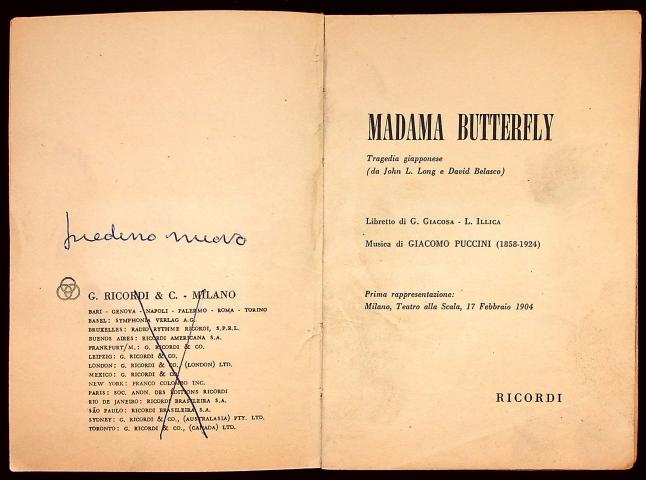 nuovo
G. RICORDI & C. - MILANO
BARI - GENOVA - NAPOLI - PALERMO - ROMA - TORINO
BASEL: SYMPHONIA VERLAG A.G.
BRUXELLES: RADIO RYTHME RICORDI, S.P.R.L.
BUENOS AIRES: RICORDI AMERICANA S.A.
FRANKFURT/M.: G. RICORDI & CO.
LEIPZIG: G. RICORDI & CO.
LONDON: G. RICORDI & CO., (LONDON) LTD.
MEXICO: G. RICORDI & CO.
NEW YORK: FRANCO COLOMBO INC.
PARIS: SOC. ANON. DES ÉDITIONS RICORDI
RIO DE JANEIRO: RICORDI BRASILEIRA S.A.
SÃO PAULO: RICORDI BRASILEIRA S.A.
SYDNEY: G. RICORDI & CO., (AUSTRALASIA) PTY. LTD.
TORONTO: G. RICORDI & CO., (CANADA) LTD.
MADAMA BUTTERFLY
Tragedia giapponese
(da John L. Long e David Belasco)
Libretto di G. GIACOSA - L. ILLICA
Musica di GIACOMO PUCCINI (1858-1924)
Prima rappresentazione:
Milano, Teatro alla Scala, 17 Febbraio 1904
RICORDI